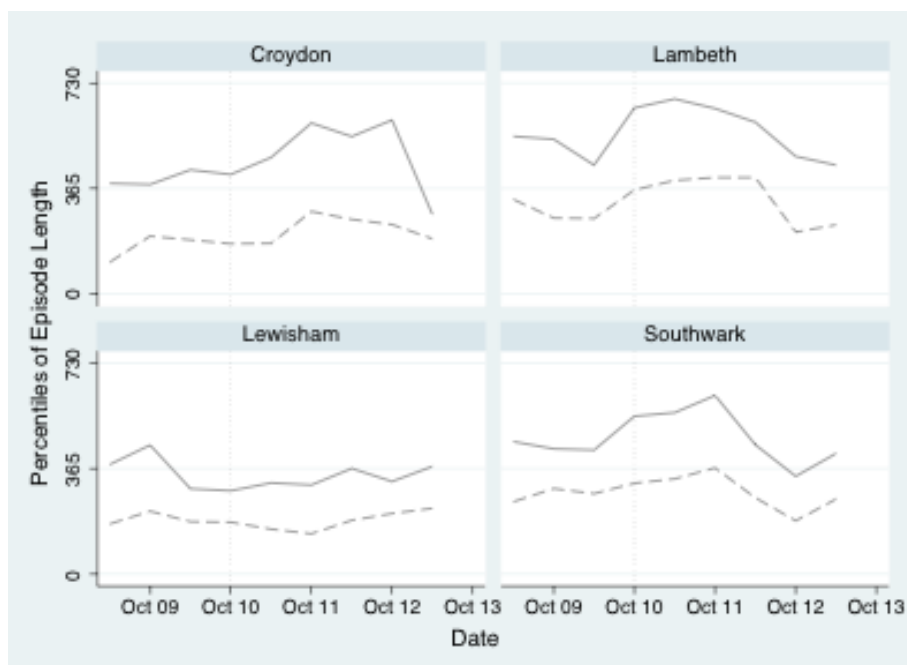 Croydon
Lambeth
730
365
0
Lewisham
Southwark
730
365
0
Percentiles of Episode Length
Oct 09 Oct 10 Oct 11 Oct 12 Oct 13
Oct 09 Oct 10 Oct 11 Oct 12 Oct 13
Date